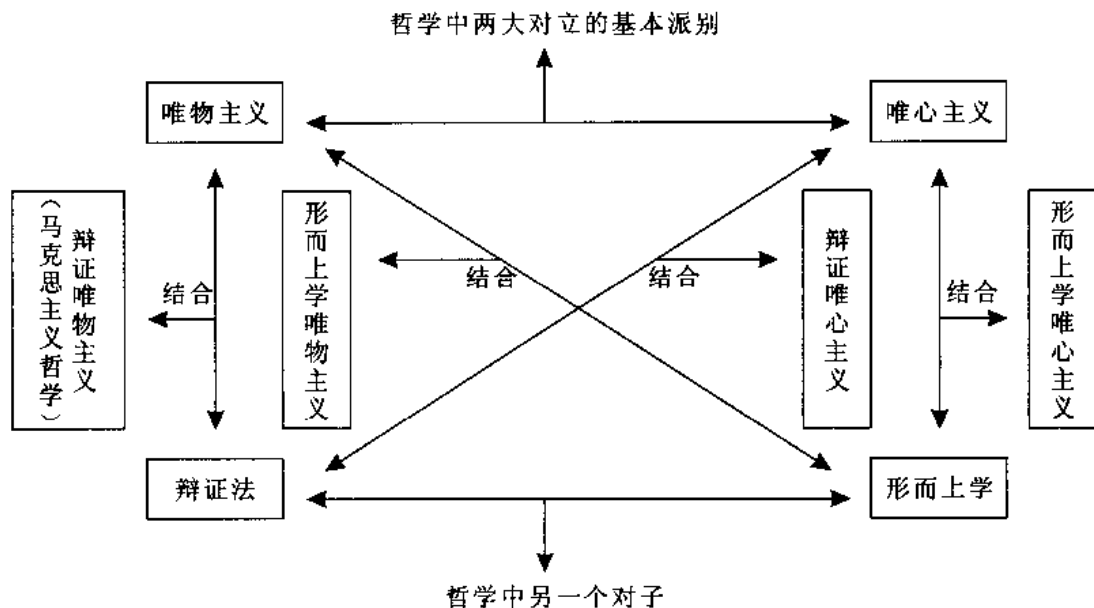 哲学中两大对立的基本派别
唯物主义
唯心主义
辩证唯物主义
（马克思主义哲学）
结合
形而上学唯物主义
结合
结合
辩证唯心主义
结合
形而上学唯心主义
辩证法
形而上学
哲学中另一个对子